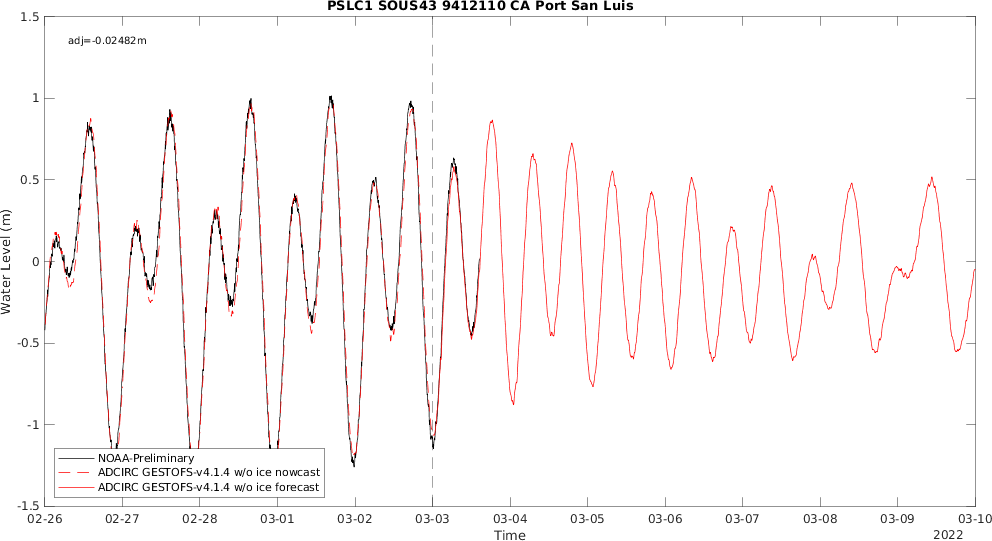 PSLC1 SOUS43 9412110 CA Port San Luis
adj=-0.02482m
1.5
1
0.5
0
-0.5
-1
-1.5
Water Level (m)
NOAA-Preliminary
ADCIRC GESTOFS-v4.1.4 w/o ice nowcast
ADCIRC GESTOFS-v4.1.4 w/o ice forecast
02-26 02-27 02-28 03-01 03-02 03-03 03-04 03-05 03-06 03-07 03-08 03-09 03-10
Time
2022